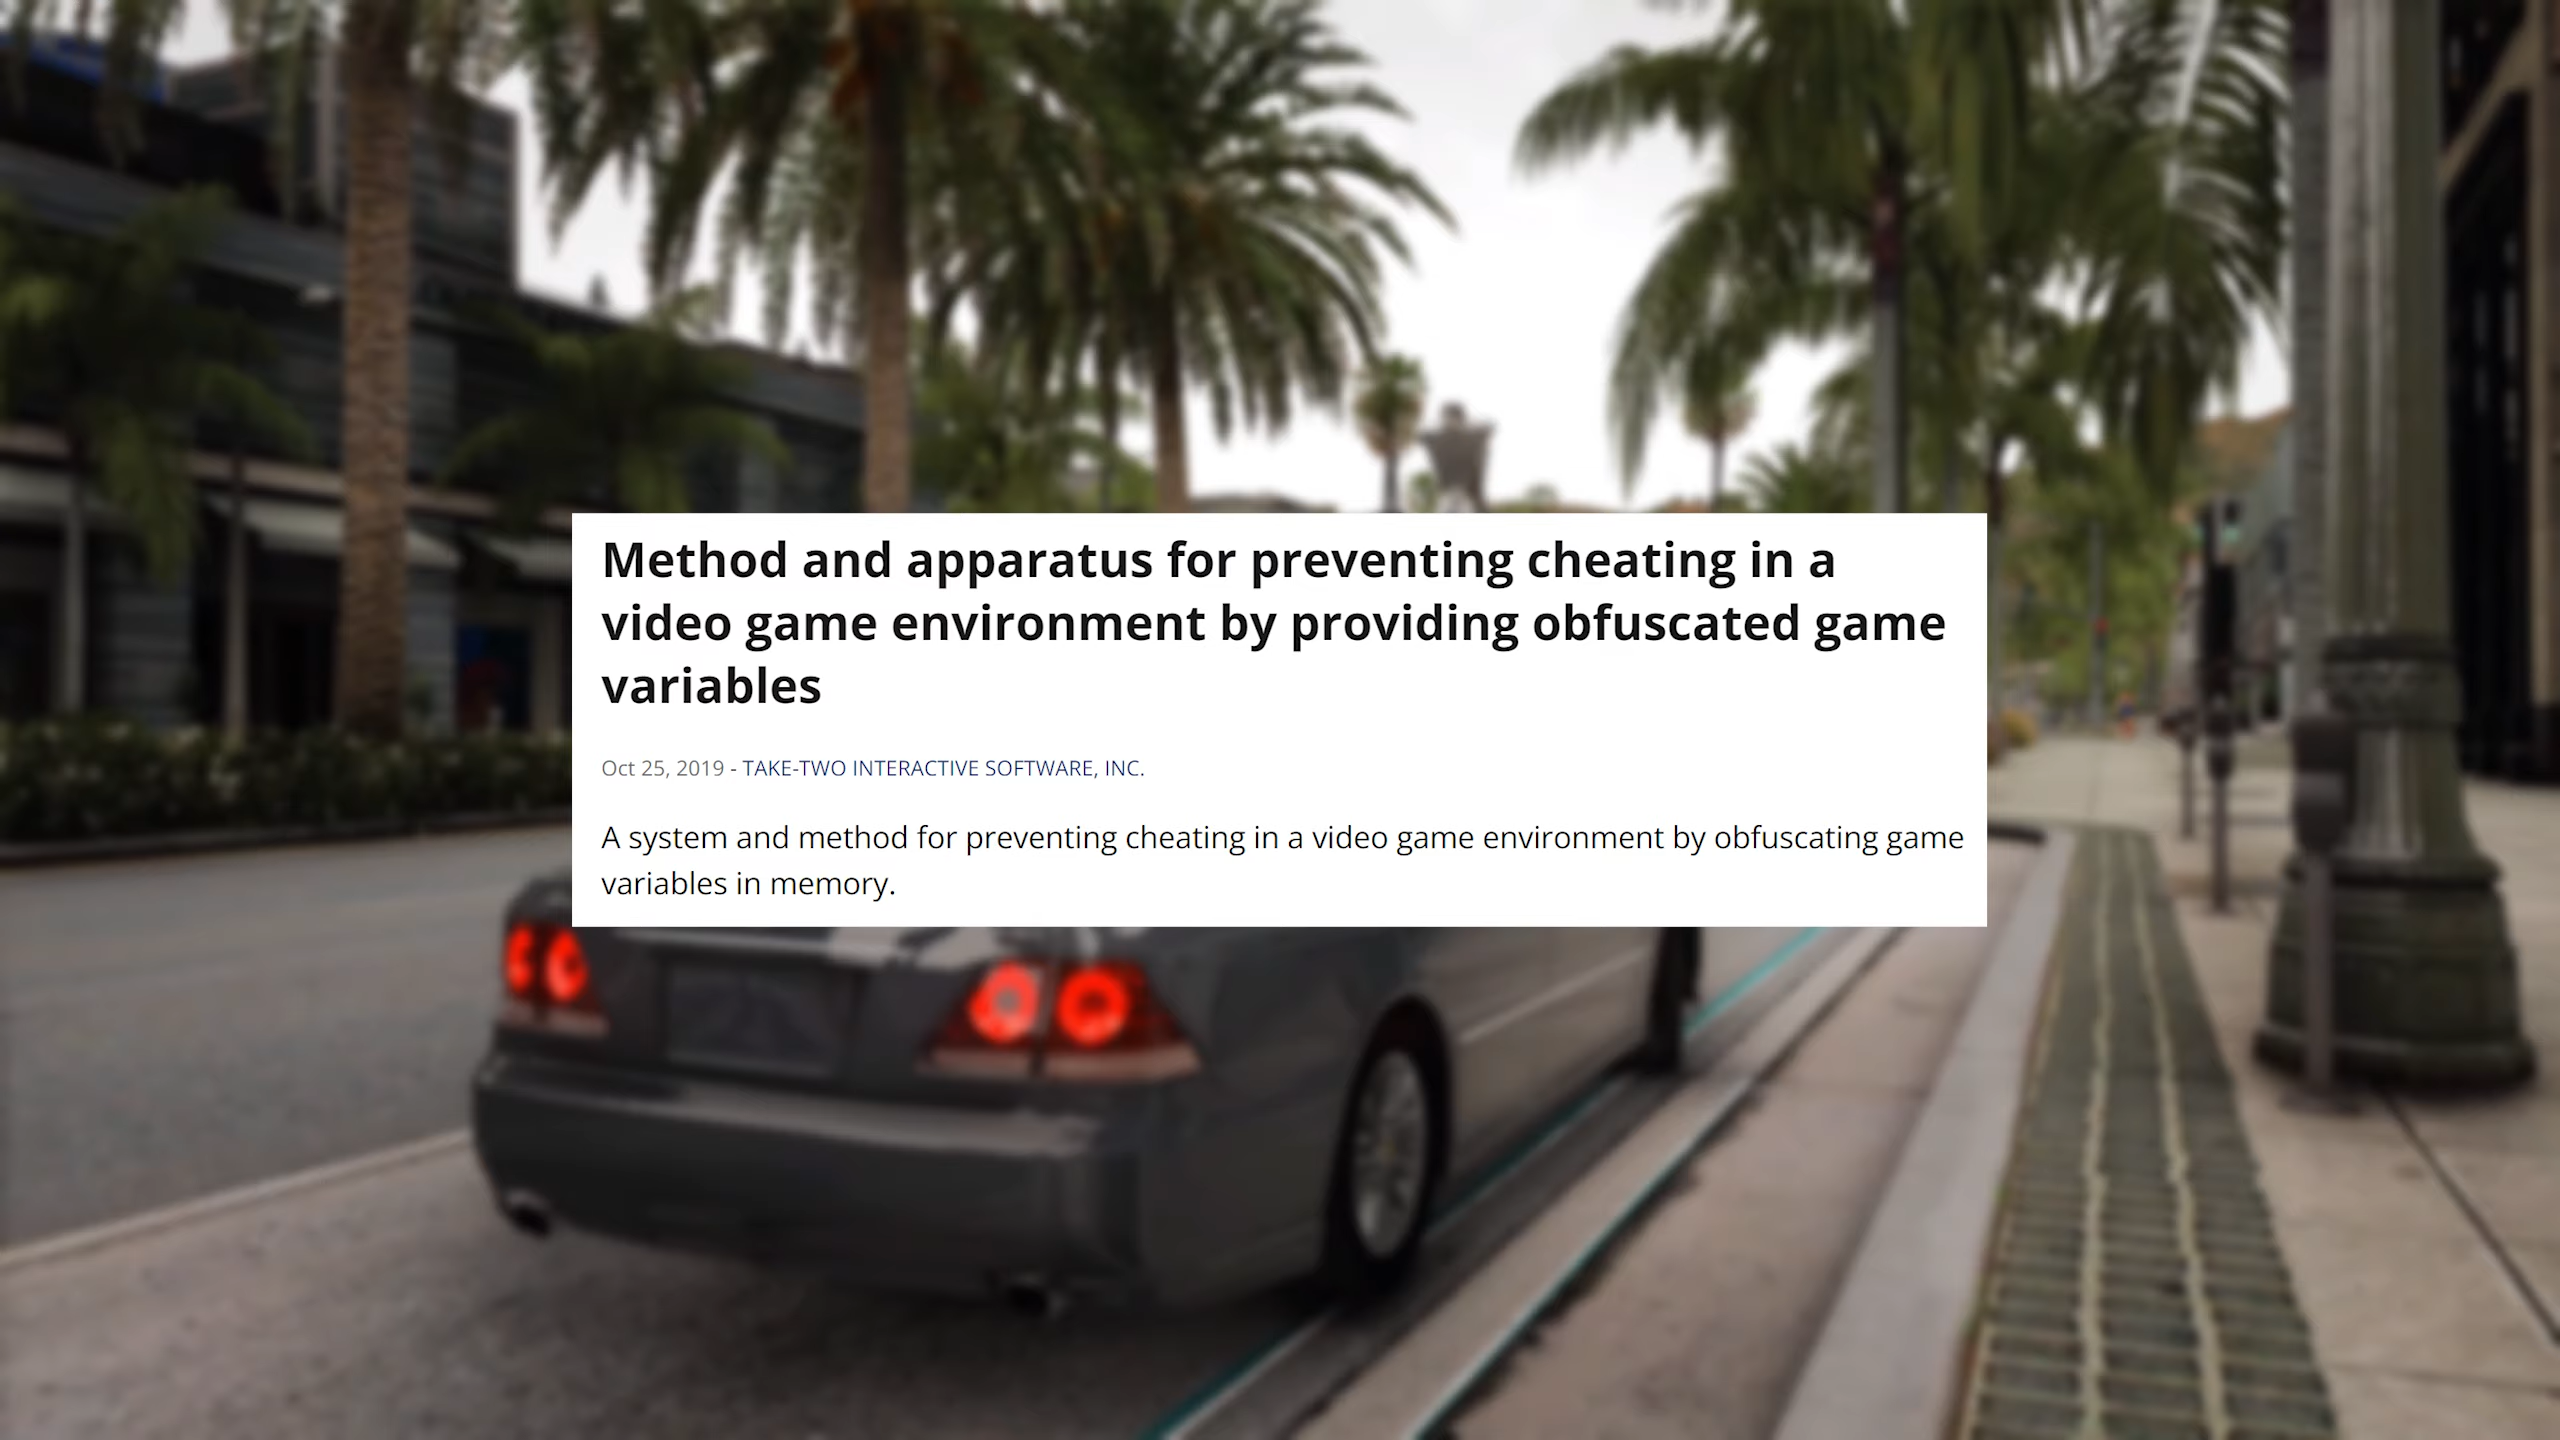 Method and apparatus for preventing cheating in a
video game environment by providing obfuscated game
variables
Oct 25, 2019 - TAKE-TWO INTERACTIVE SOFTWARE, INC.
A system and method for preventing cheating in a video game environment by obfuscating game
variables in memory.